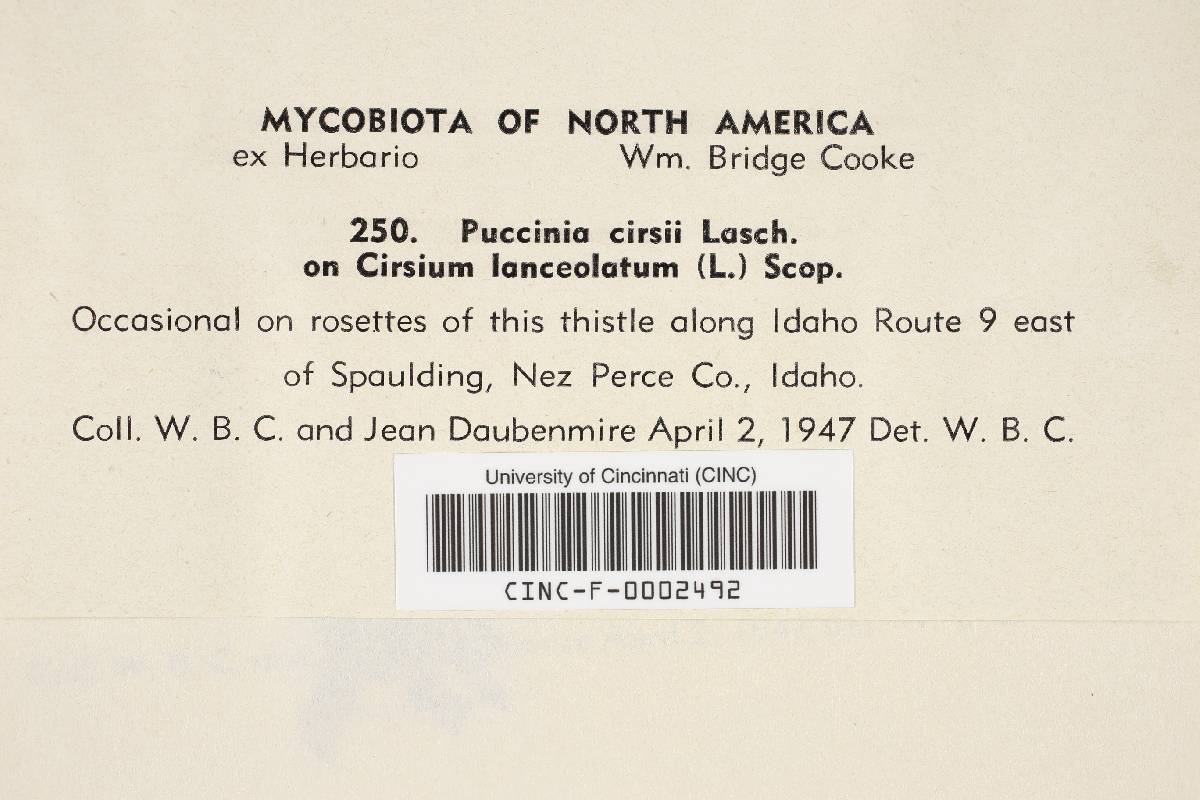 MYCOBIOTA OF NORTH AMERICA
ex Herbario Wm. Bridge Cooke
250. Puccinia cirsii Lasch.
on Cirsium lanceolatum (L.) Scop.
Occasional on rosettes of this thistle along Idaho Route 9 east
of Spaulding, Nez Perce Co., Idaho.
Coll. W. B. C. and Jean Daubenmire April 2, 1947 Det. W. B. C.
University of Cincinnati (CINC)
CINC-F-0002492